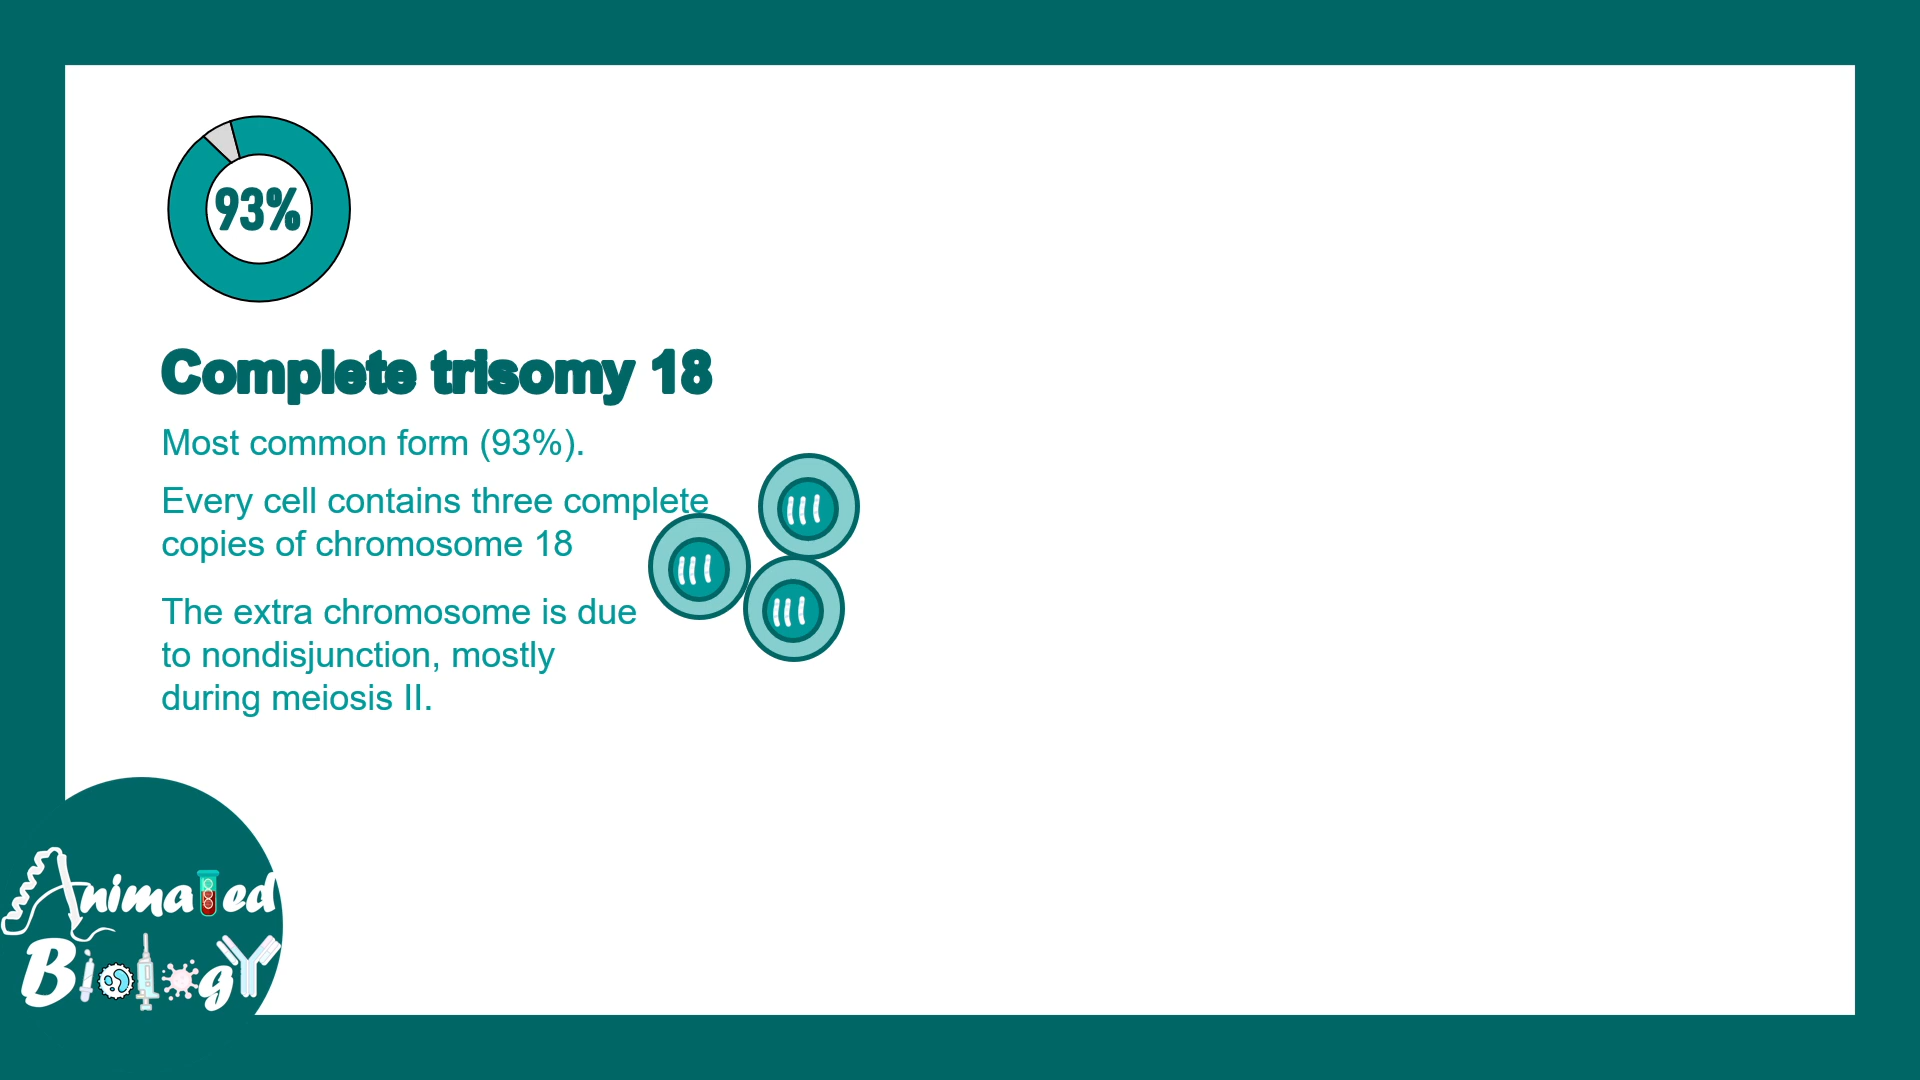 93%
Complete trisomy 18
Most common form (93%).
Every cell contains three complete
copies of chromosome 18
The extra chromosome is due
to nondisjunction, mostly
during meiosis II.
Animated
Biology